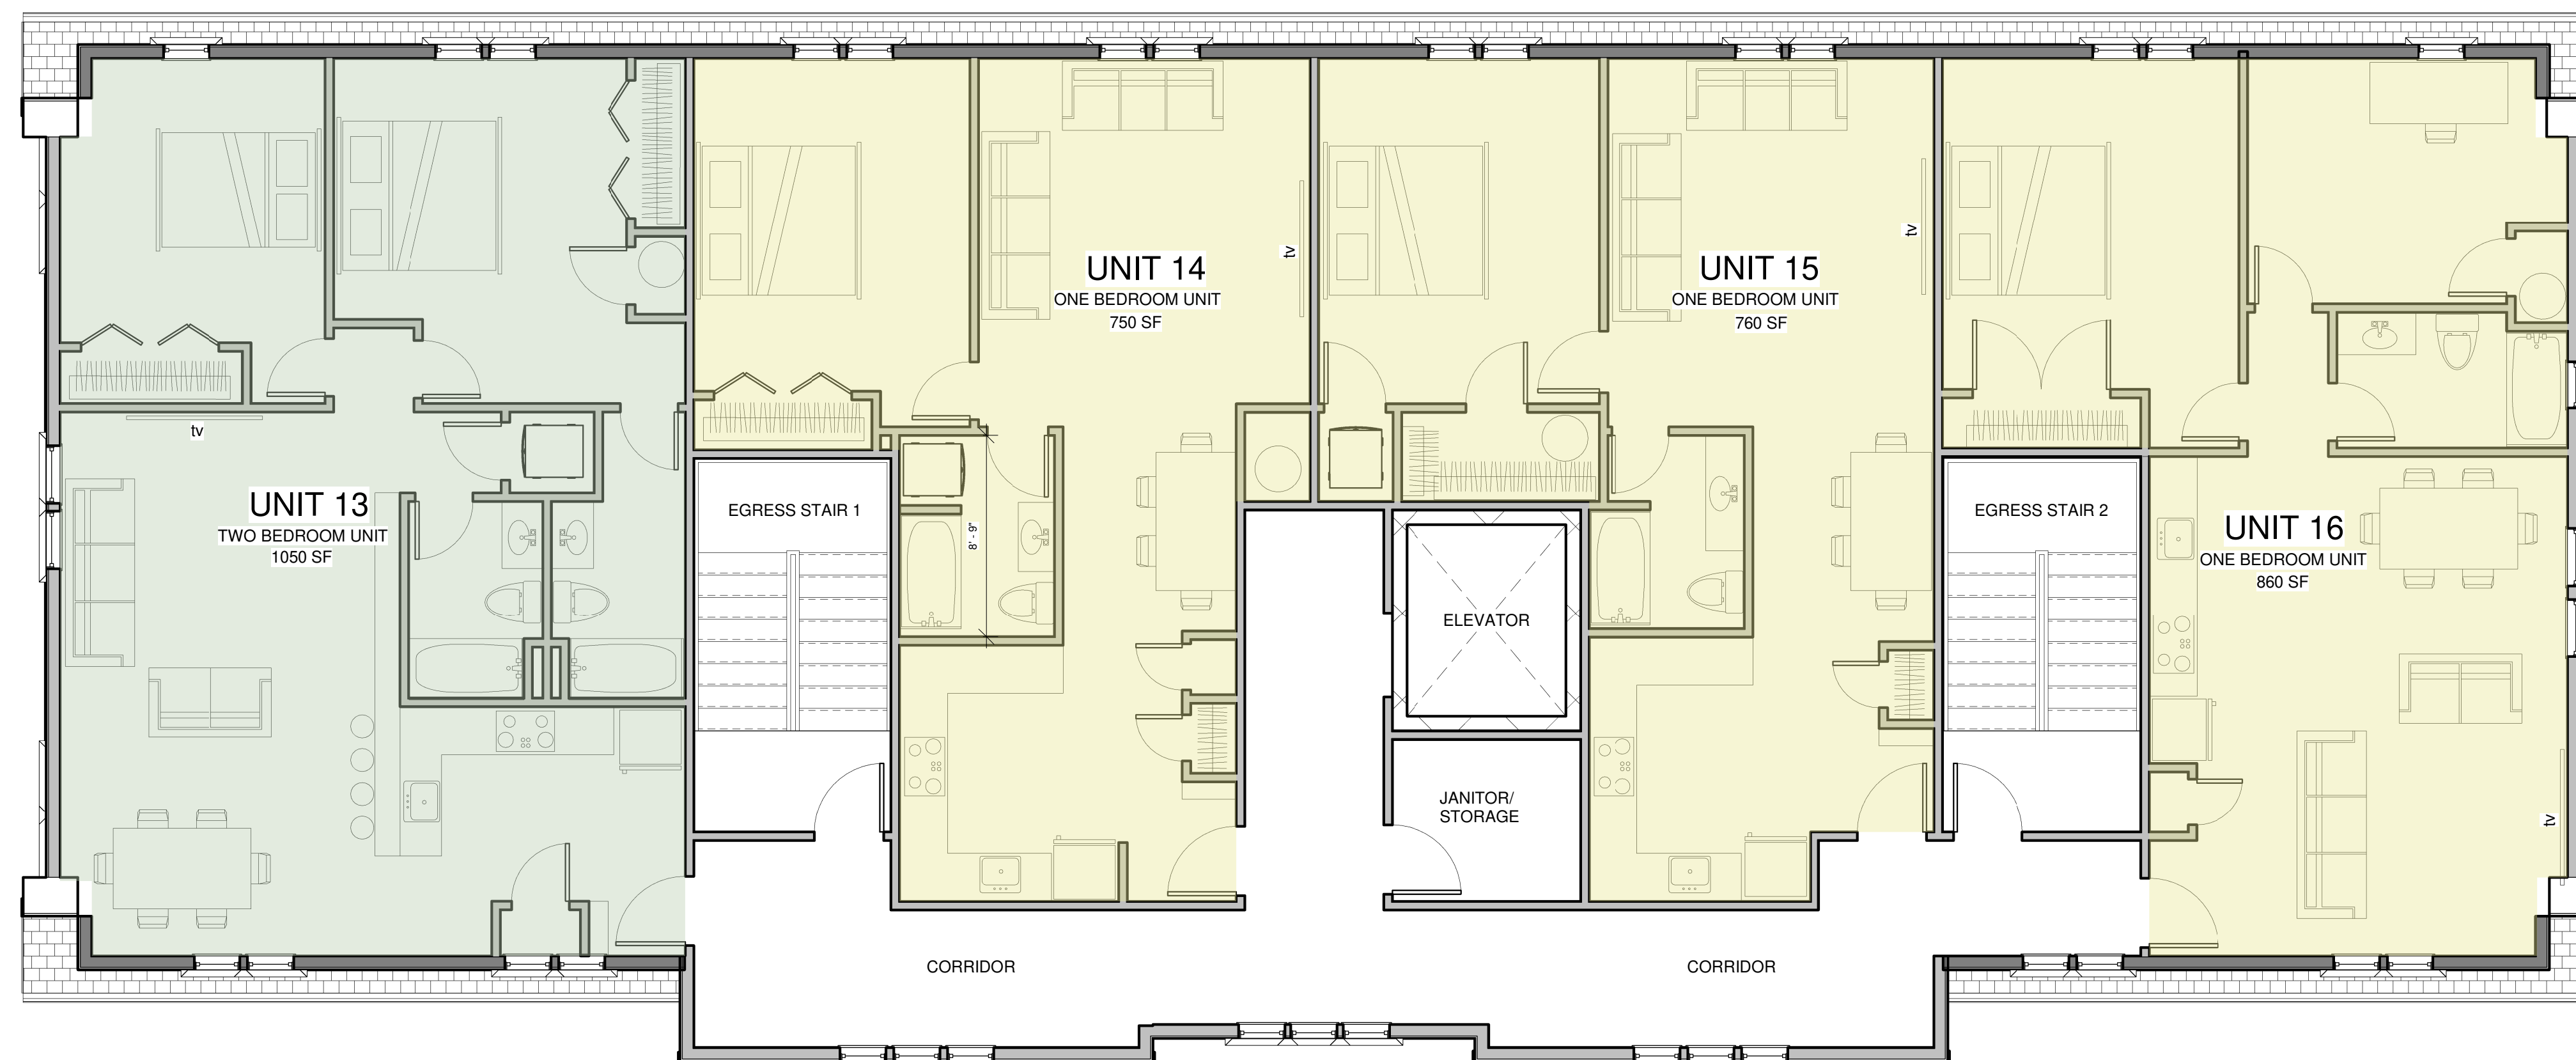 UNIT 13
TWO BEDROOM UNIT
1050 SF
tv
EGRESS STAIR 1
8' - 9"
UNIT 14
ONE BEDROOM UNIT
750 SF
tv
ELEVATOR
JANITOR/
STORAGE
UNIT 15
ONE BEDROOM UNIT
760 SF
tv
EGRESS STAIR 2
UNIT 16
ONE BEDROOM UNIT
860 SF
tv
CORRIDOR
CORRIDOR